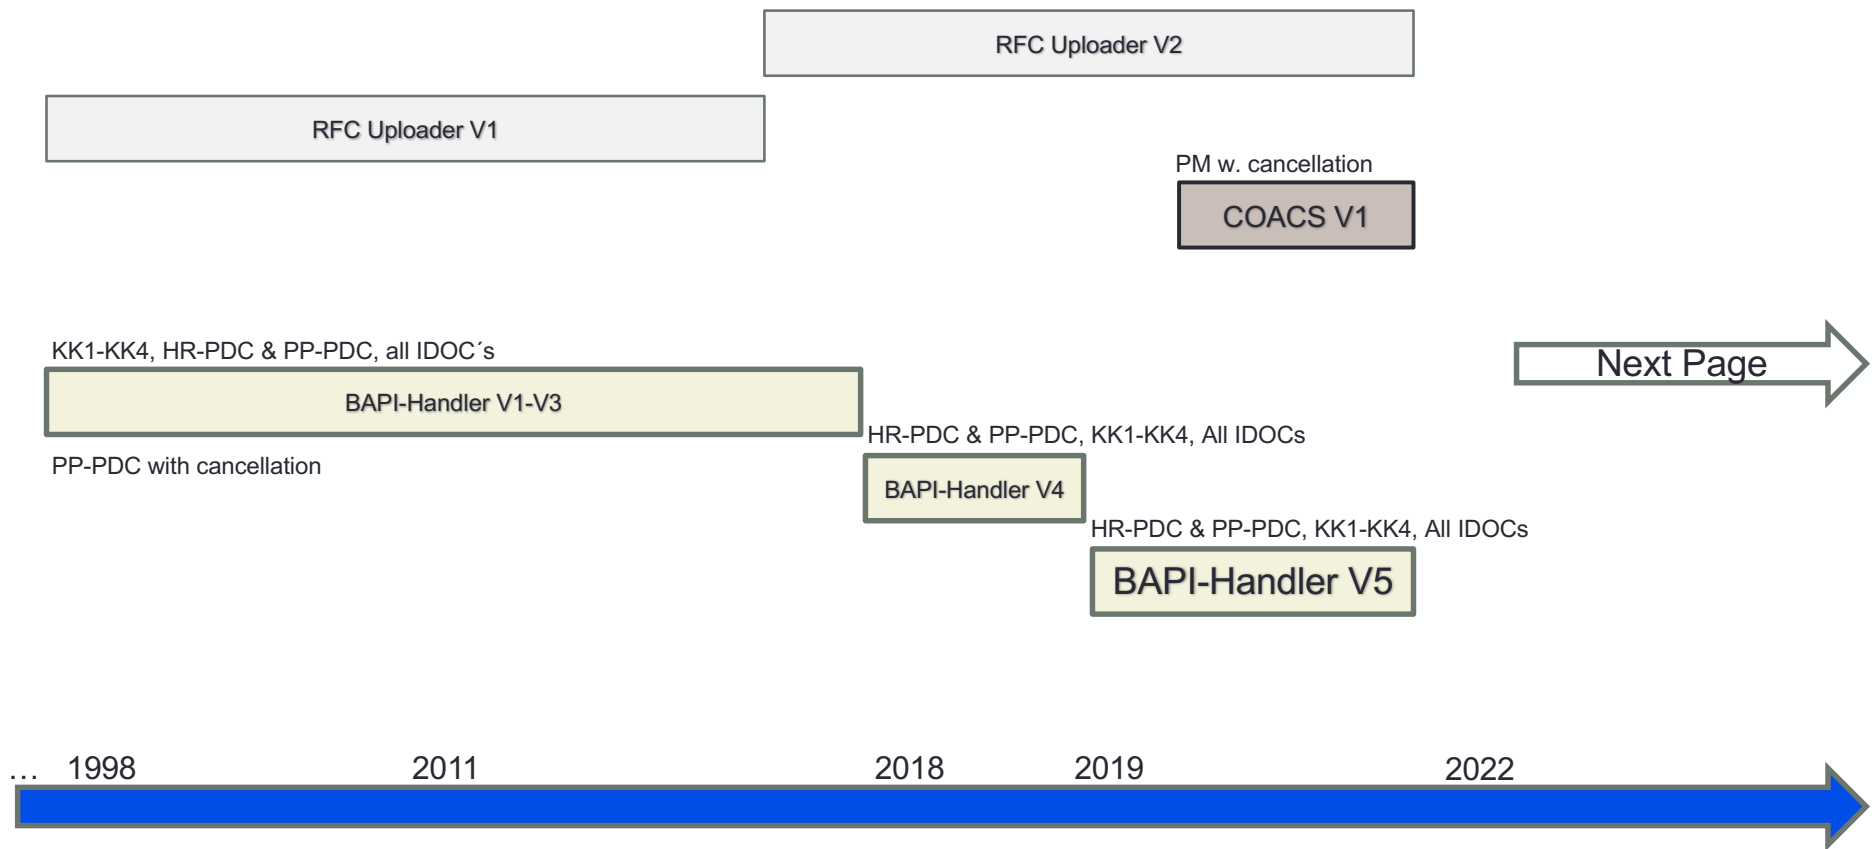 RFC Uploader V2
RFC Uploader V1
PM w. cancellation
COACS V1
KK1-KK4, HR-PDC & PP-PDC, all IDOC´s
BAPI-Handler V1-V3
Next Page
HR-PDC & PP-PDC, KK1-KK4, All IDOCs
PP-PDC with cancellation
BAPI-Handler V4
HR-PDC & PP-PDC, KK1-KK4, All IDOCs
BAPI-Handler V5
… 1998 2011 2018 2019 2022